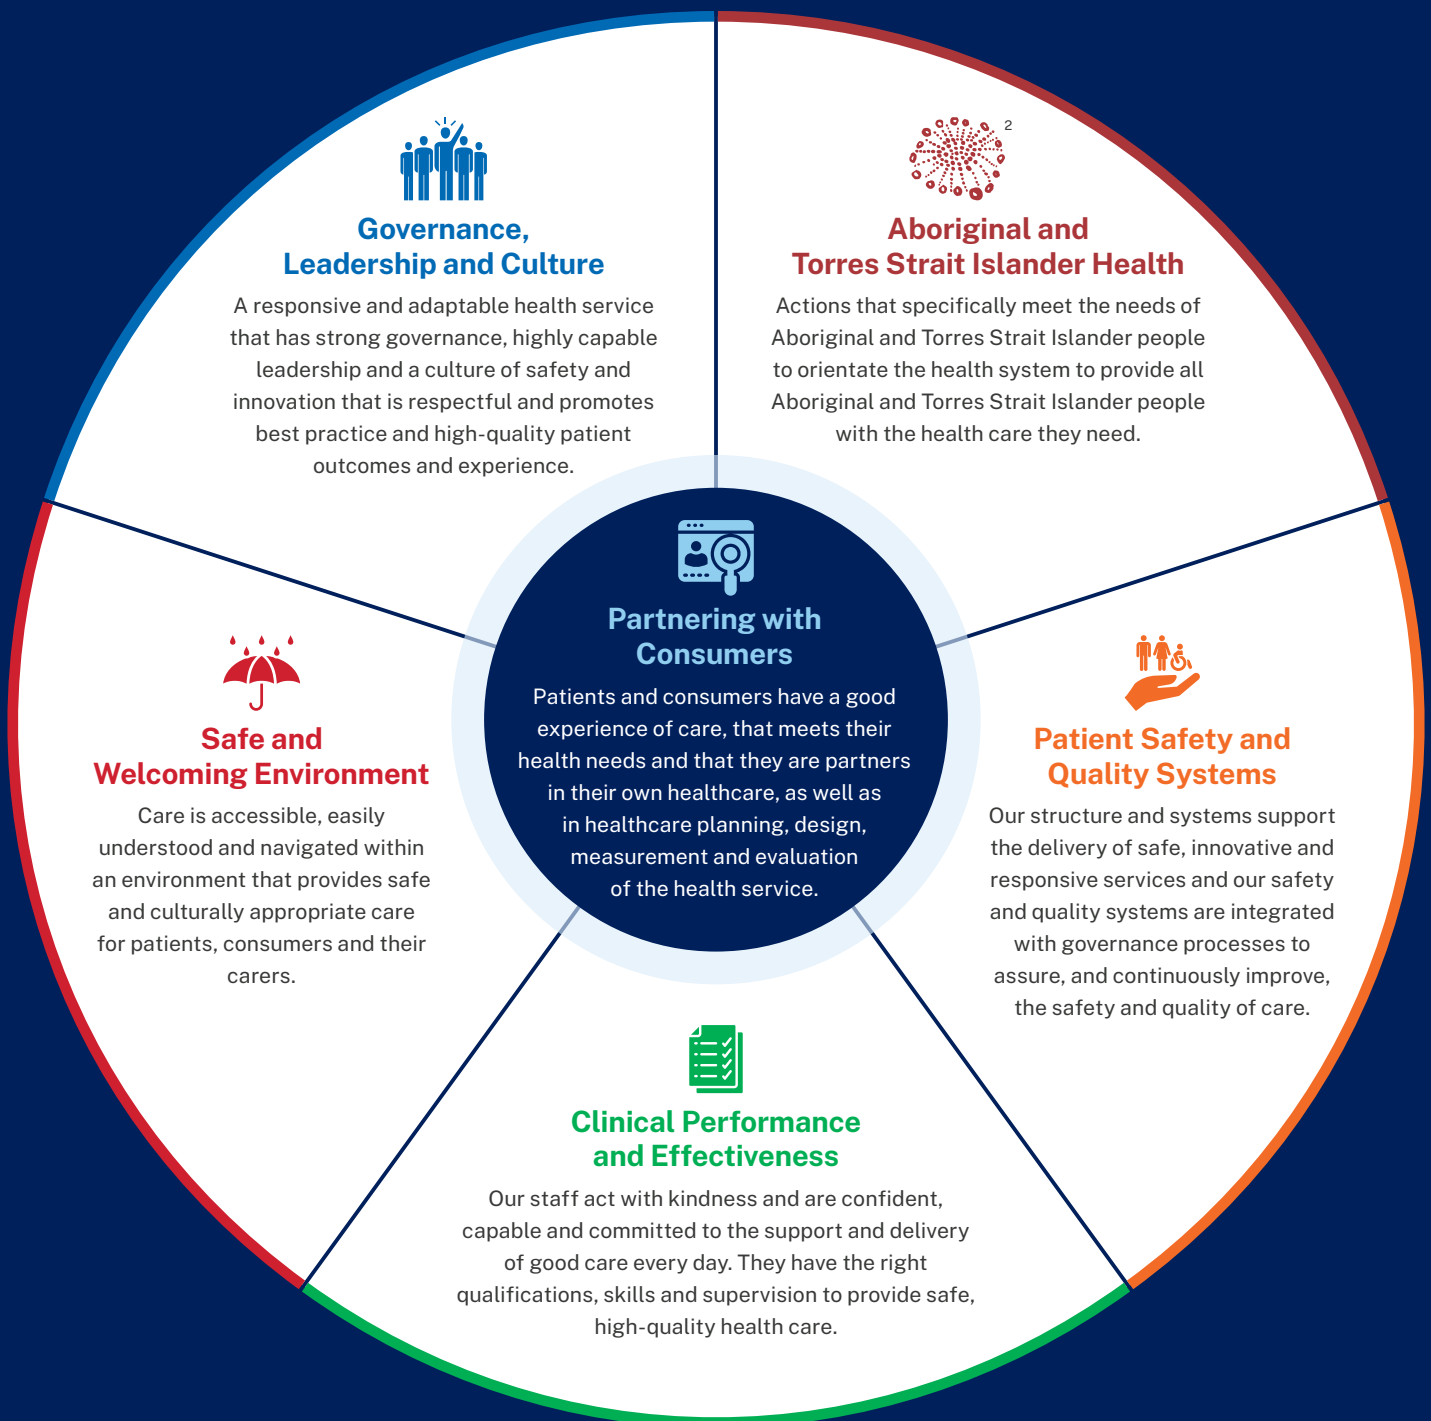 Governance,
Leadership and Culture
A responsive and adaptable health service
that has strong governance, highly capable
leadership and a culture of safety and
innovation that is respectful and promotes
best practice and high-quality patient
outcomes and experience.
2
Aboriginal and
Torres Strait Islander Health
Actions that specifically meet the needs of
Aboriginal and Torres Strait Islander people
to orientate the health system to provide all
Aboriginal and Torres Strait Islander people
with the health care they need.
Partnering with
Consumers
Patients and consumers have a good
experience of care, that meets their
health needs and that they are partners
in their own healthcare, as well as
in healthcare planning, design,
measurement and evaluation
of the health service.
Safe and
Welcoming Environment
Care is accessible, easily
understood and navigated within
an environment that provides safe
and culturally appropriate care
for patients, consumers and their
carers.
Patient Safety and
Quality Systems
Our structure and systems support
the delivery of safe, innovative and
responsive services and our safety
and quality systems are integrated
with governance processes to
assure, and continuously improve,
the safety and quality of care.
Clinical Performance
and Effectiveness
Our staff act with kindness and are confident,
capable and committed to the support and delivery
of good care every day. They have the right
qualifications, skills and supervision to provide safe,
high-quality health care.